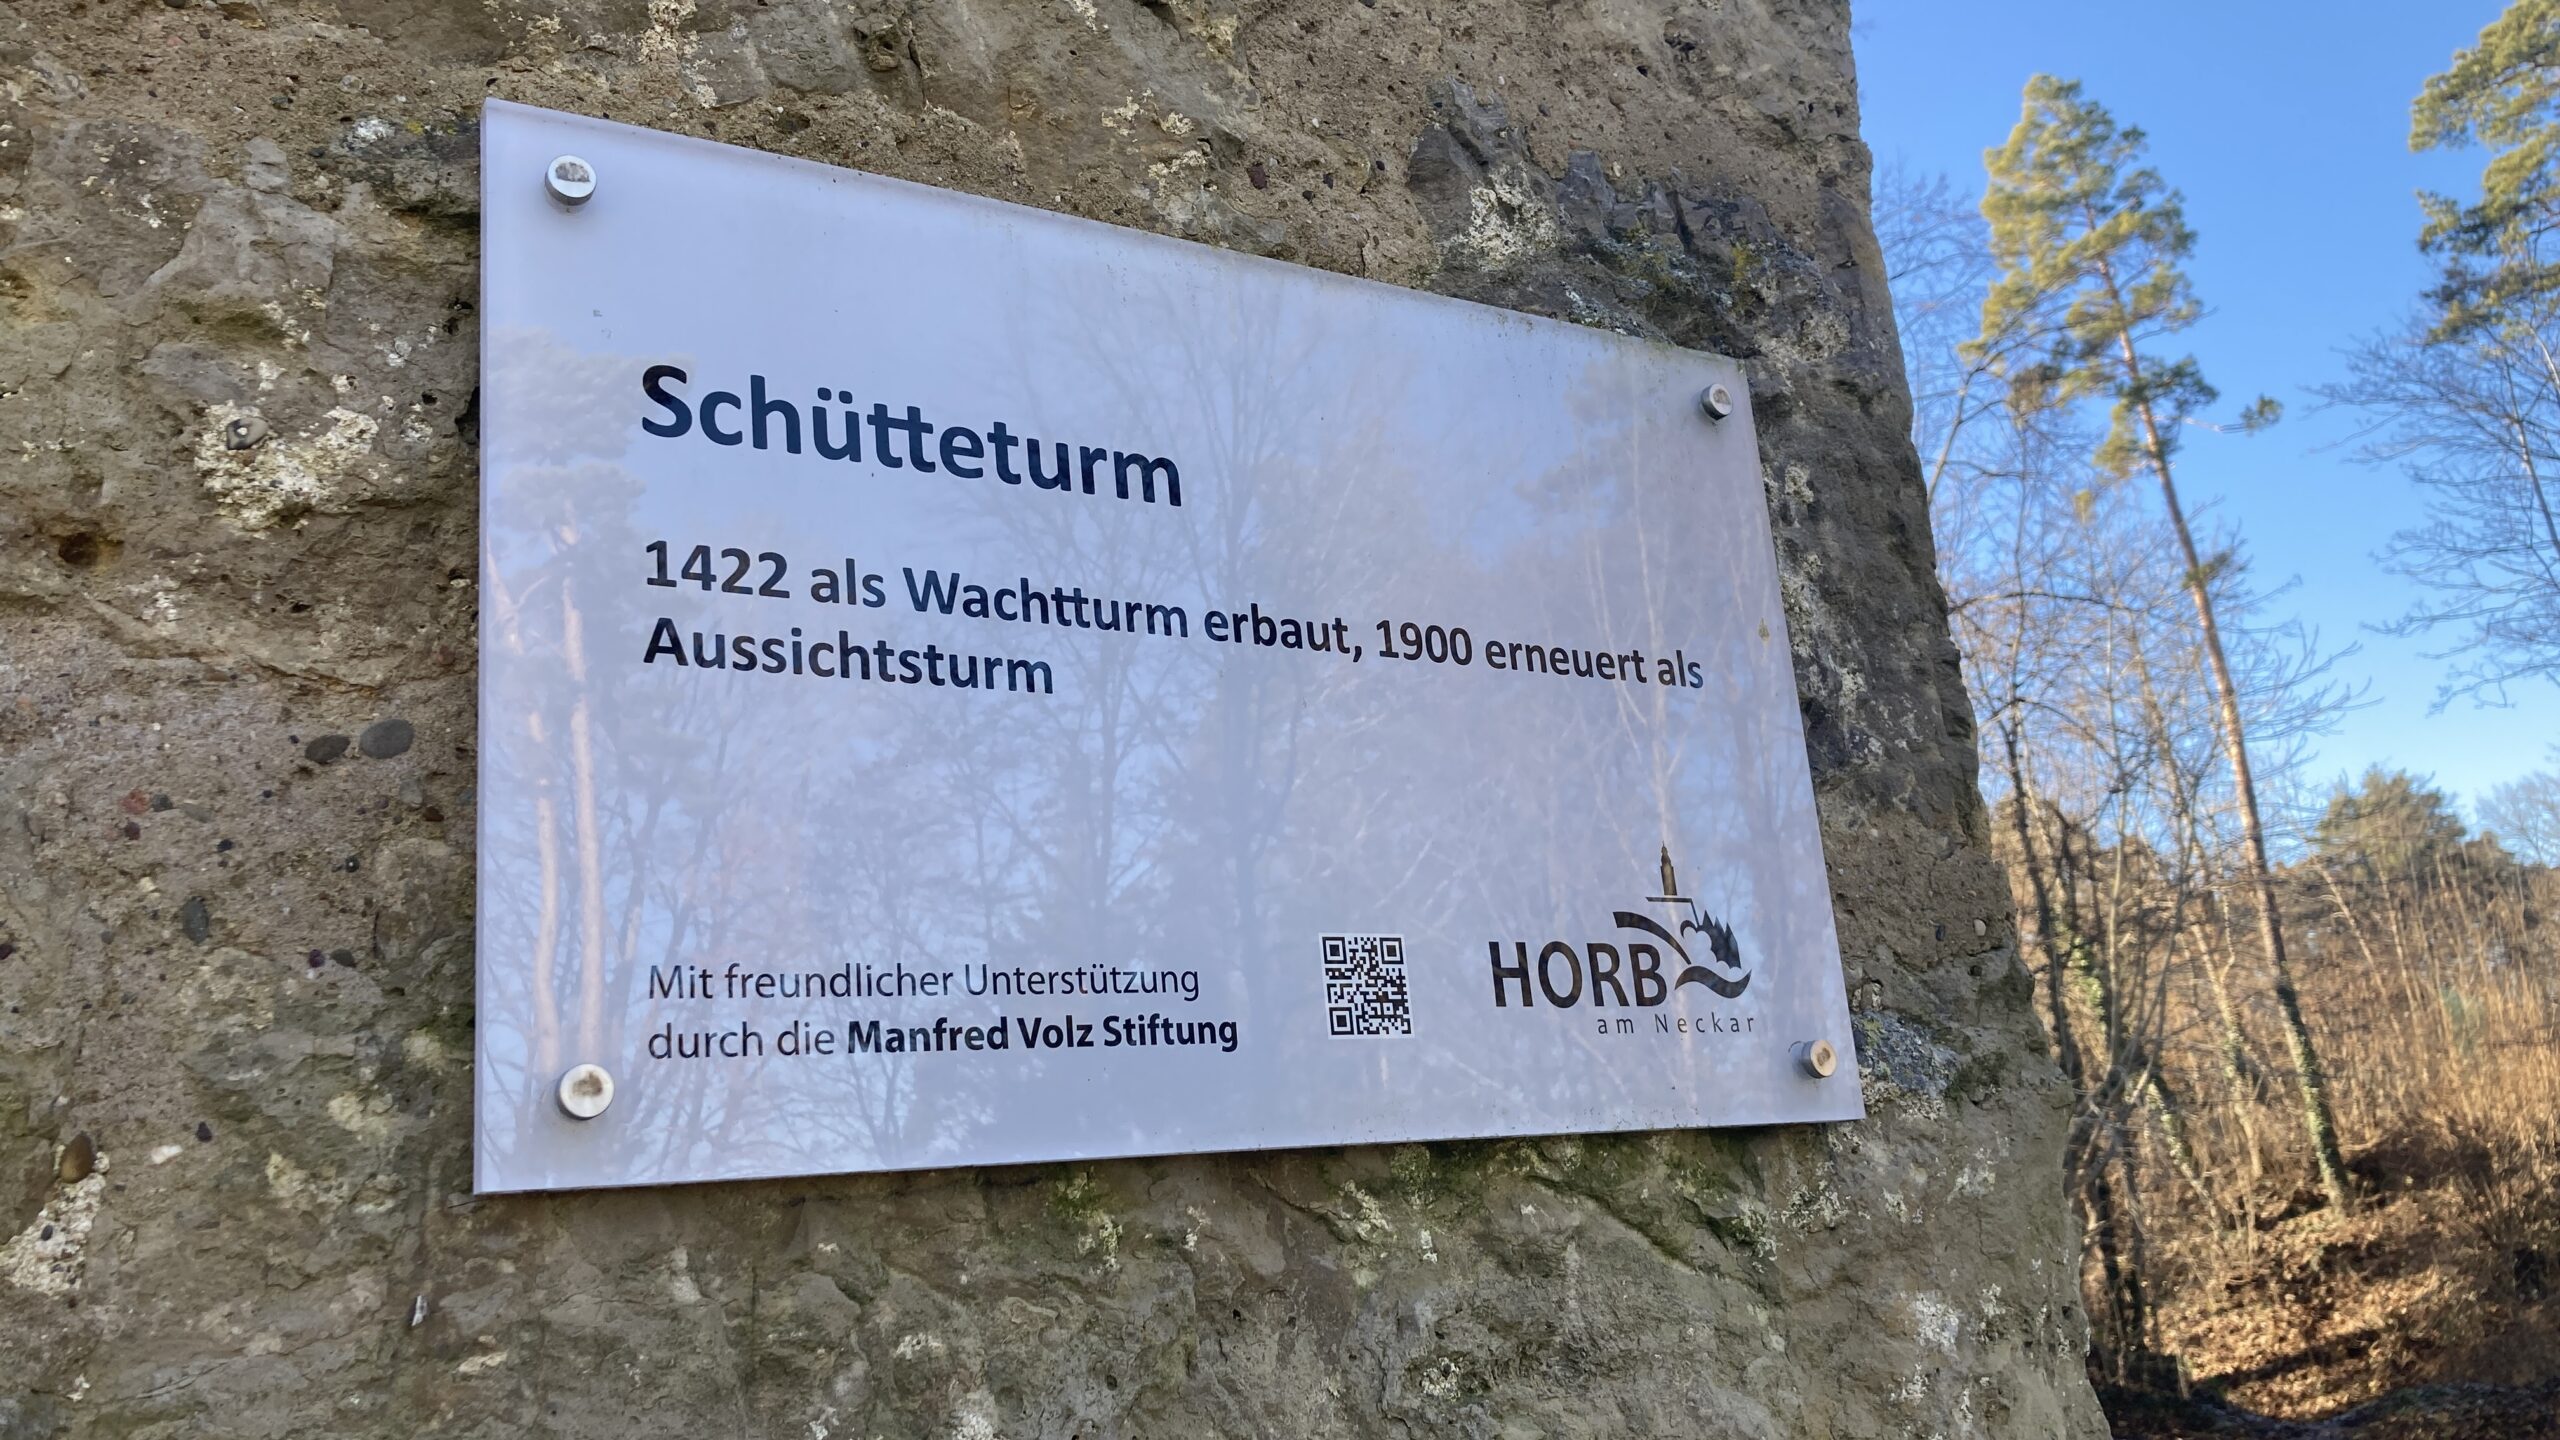 Schütteturm
1422 als Wachtturm erbaut, 1900 erneuert als
Aussichtsturm
Mit freundlicher Unterstützung
durch die Manfred Volz Stiftung
HORB
am Neckar